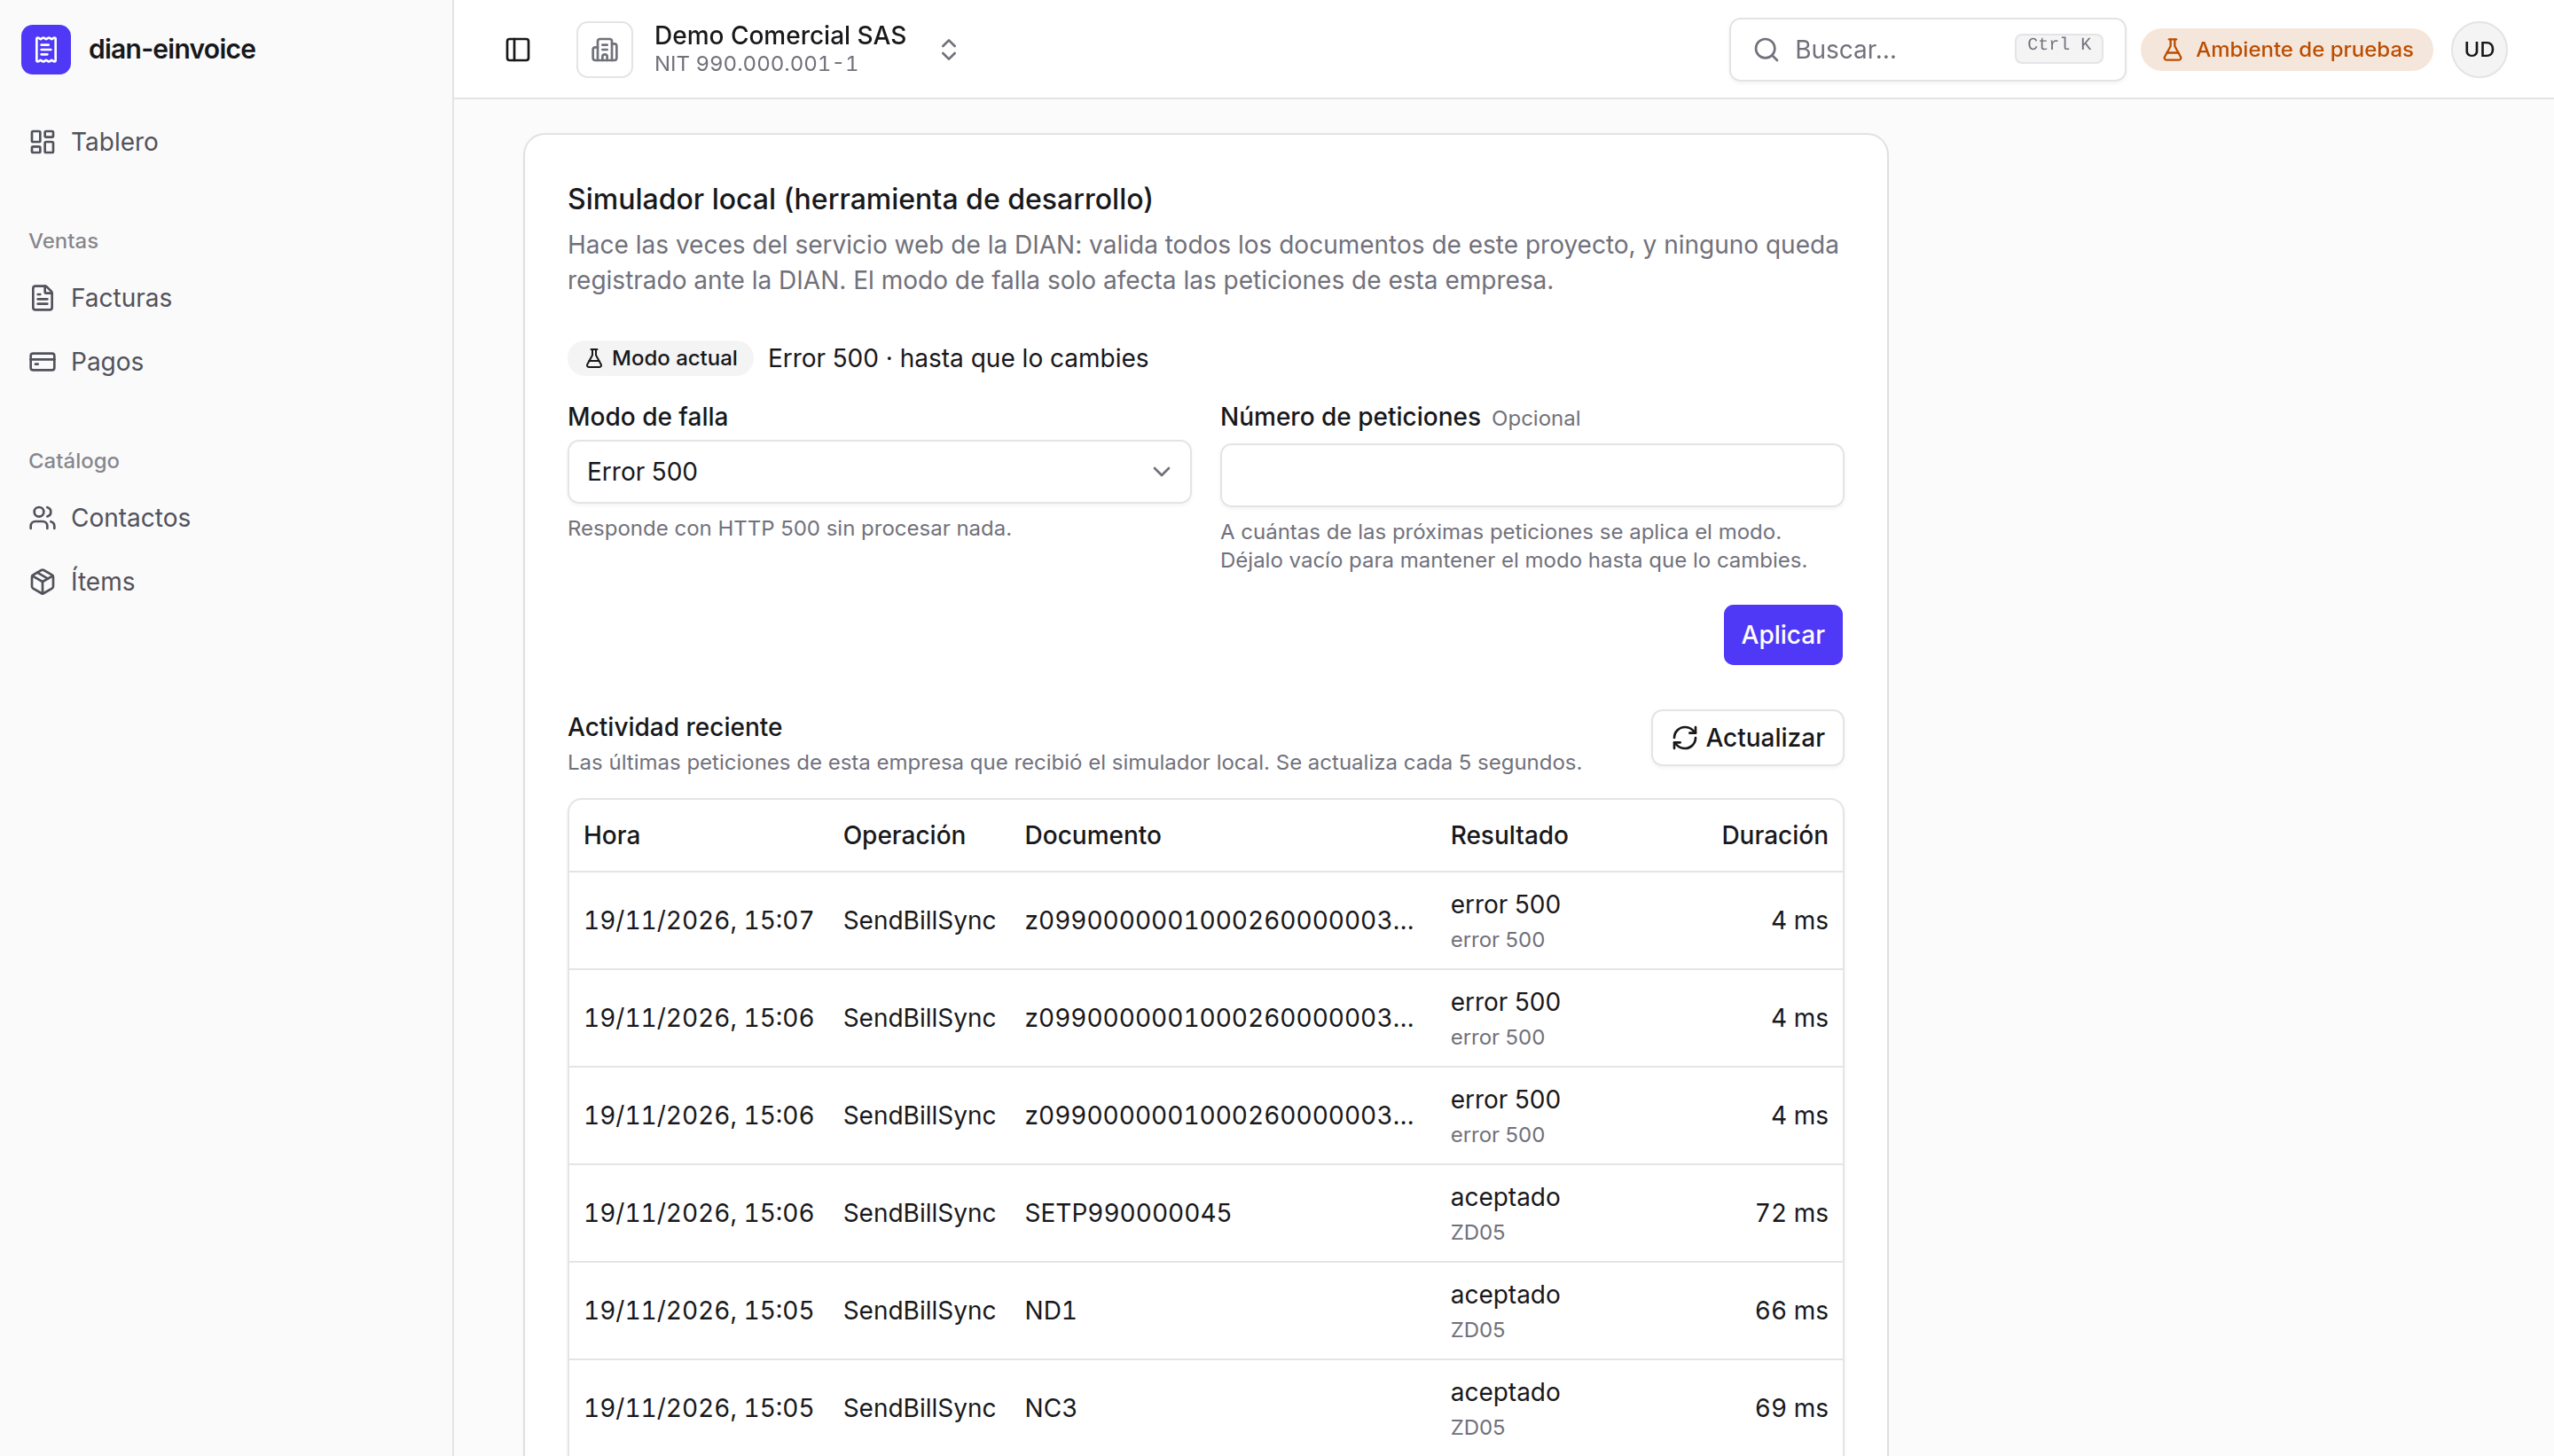 dian-einvoice
Demo Comercial SAS
NIT 990.000.001-1
Buscar...
Ctrl K
Ambiente de pruebas
UD
Tablero
Ventas
Facturas
Pagos
Catálogo
Contactos
Ítems
Simulador local (herramienta de desarrollo)
Hace las veces del servicio web de la DIAN: valida todos los documentos de este proyecto, y ninguno queda
registrado ante la DIAN. El modo de falla solo afecta las peticiones de esta empresa.
Modo actual Error 500 · hasta que lo cambies
Modo de falla
Error 500
Responde con HTTP 500 sin procesar nada.
Número de peticiones Opcional
A cuántas de las próximas peticiones se aplica el modo.
Déjalo vacío para mantener el modo hasta que lo cambies.
Aplicar
Actividad reciente
Las últimas peticiones de esta empresa que recibió el simulador local. Se actualiza cada 5 segundos.
Actualizar
Hora Operación Documento Resultado Duración
19/11/2026, 15:07 SendBillSync z0990000001000260000003... error 500 4 ms
error 500
19/11/2026, 15:06 SendBillSync z0990000001000260000003... error 500 4 ms
error 500
19/11/2026, 15:06 SendBillSync z0990000001000260000003... error 500 4 ms
error 500
19/11/2026, 15:06 SendBillSync SETP990000045 aceptado 72 ms
ZD05
19/11/2026, 15:05 SendBillSync ND1 aceptado 66 ms
ZD05
19/11/2026, 15:05 SendBillSync NC3 aceptado 69 ms
ZD05